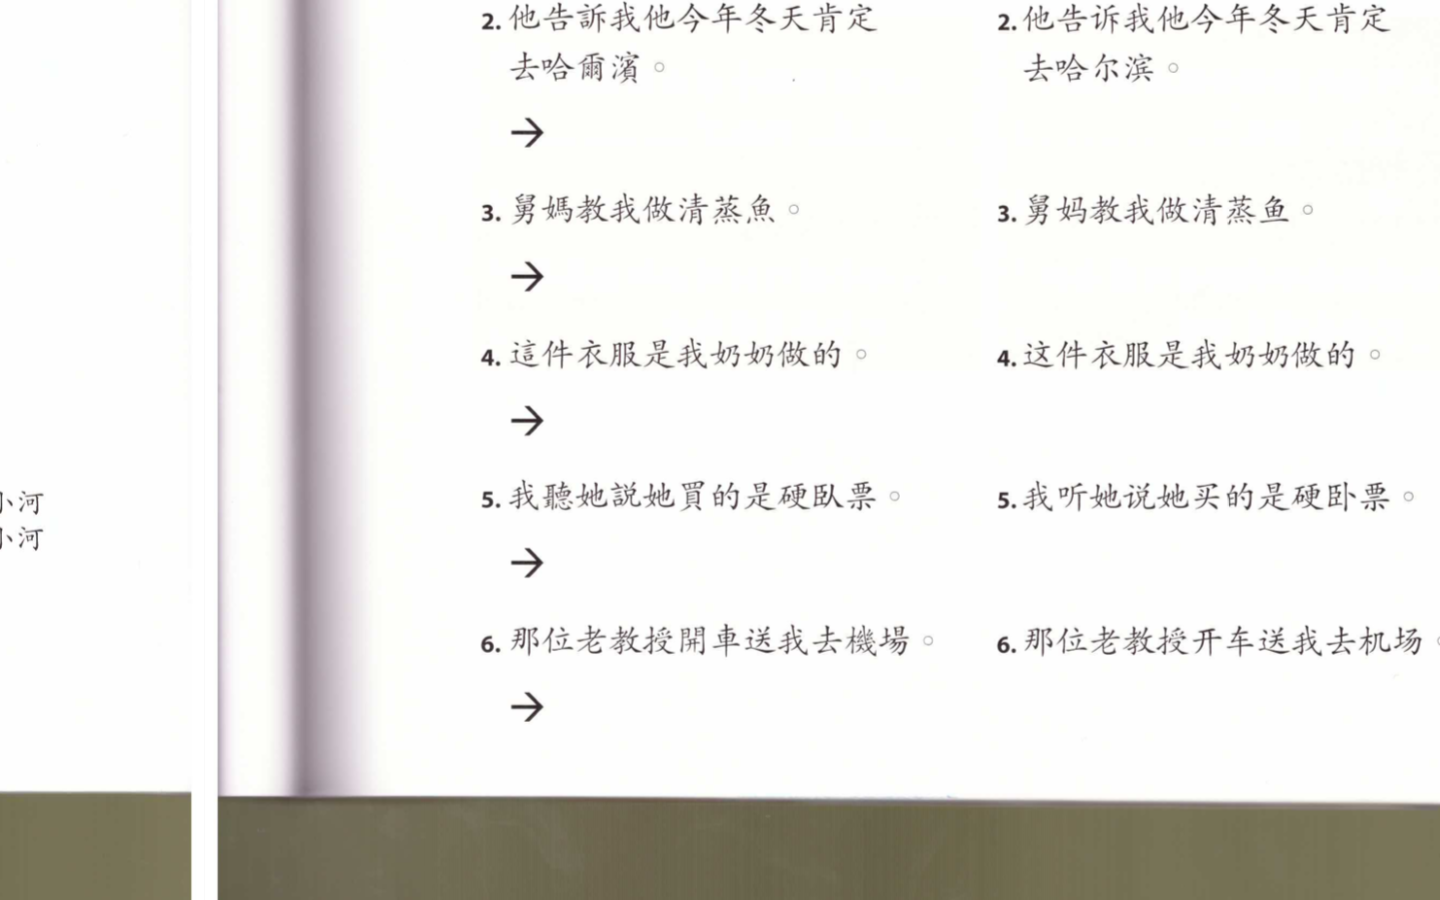 小河
小河
2. 他告訴我他今年冬天肯定
去哈爾濱。
→
3. 舅媽教我做清蒸魚。
→
4. 這件衣服是我奶奶做的。
→
5. 我聽她説她買的是硬臥票。
→
6. 那位老教授開車送我去機場。
→
2. 他告诉我他今年冬天肯定
去哈尔滨。
3. 舅妈教我做清蒸鱼。
4. 这件衣服是我奶奶做的。
5. 我听她说她买的是硬卧票。
6. 那位老教授开车送我去机场。